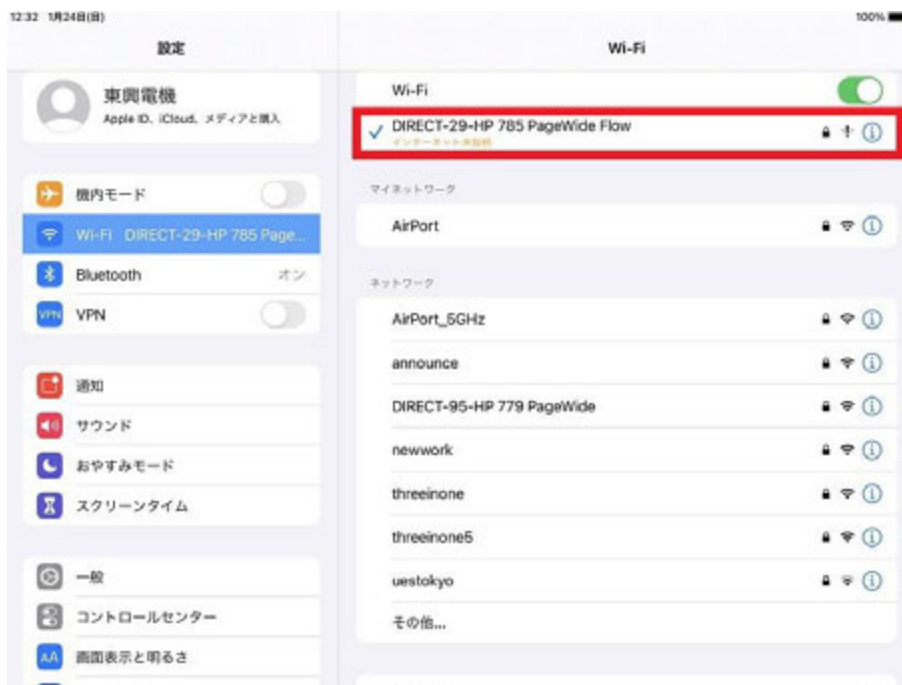 12:32 1月24日(日)
100%
設定
東興電機
Apple ID、iCloud、メディアと購入
機内モード
Wi-Fi DIRECT-29-HP 785 Page...
Bluetooth オン
VPN VPN
通知
サウンド
おやすみモード
スクリーンタイム
一般
コントロールセンター
AA 画面表示と明るさ
Wi-Fi
Wi-Fi
DIRECT-29-HP 785 PageWide Flow
インターネット未接続
マイネットワーク
AirPort
ネットワーク
AirPort_5GHz
announce
DIRECT-95-HP 779 PageWide
newwork
threeinone
threeinone5
uestokyo
その他...